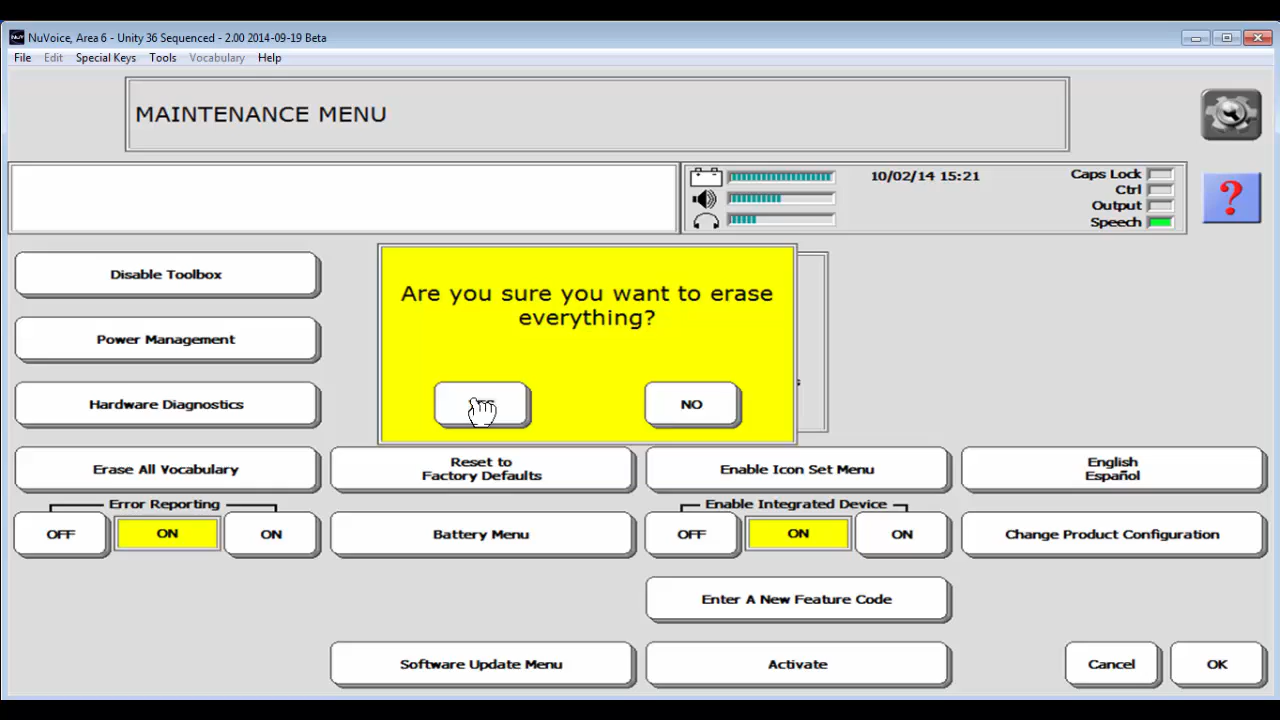 NuVoice, Area 6 - Unity 36 Sequenced - 2.00 2014-09-19 Beta
File Edit Special Keys Tools Vocabulary Help
MAINTENANCE MENU
10/02/14 15:21
Caps Lock
Ctrl
Output
Speech
?
Disable Toolbox
Are you sure you want to erase
everything?
Power Management
Hardware Diagnostics
NO
Erase All Vocabulary
Reset to
Factory Defaults
Enable Icon Set Menu
English
Español
Error Reporting
OFF
ON
ON
Battery Menu
Enable Integrated Device
OFF
ON
ON
Change Product Configuration
Enter A New Feature Code
Software Update Menu
Activate
Cancel
OK